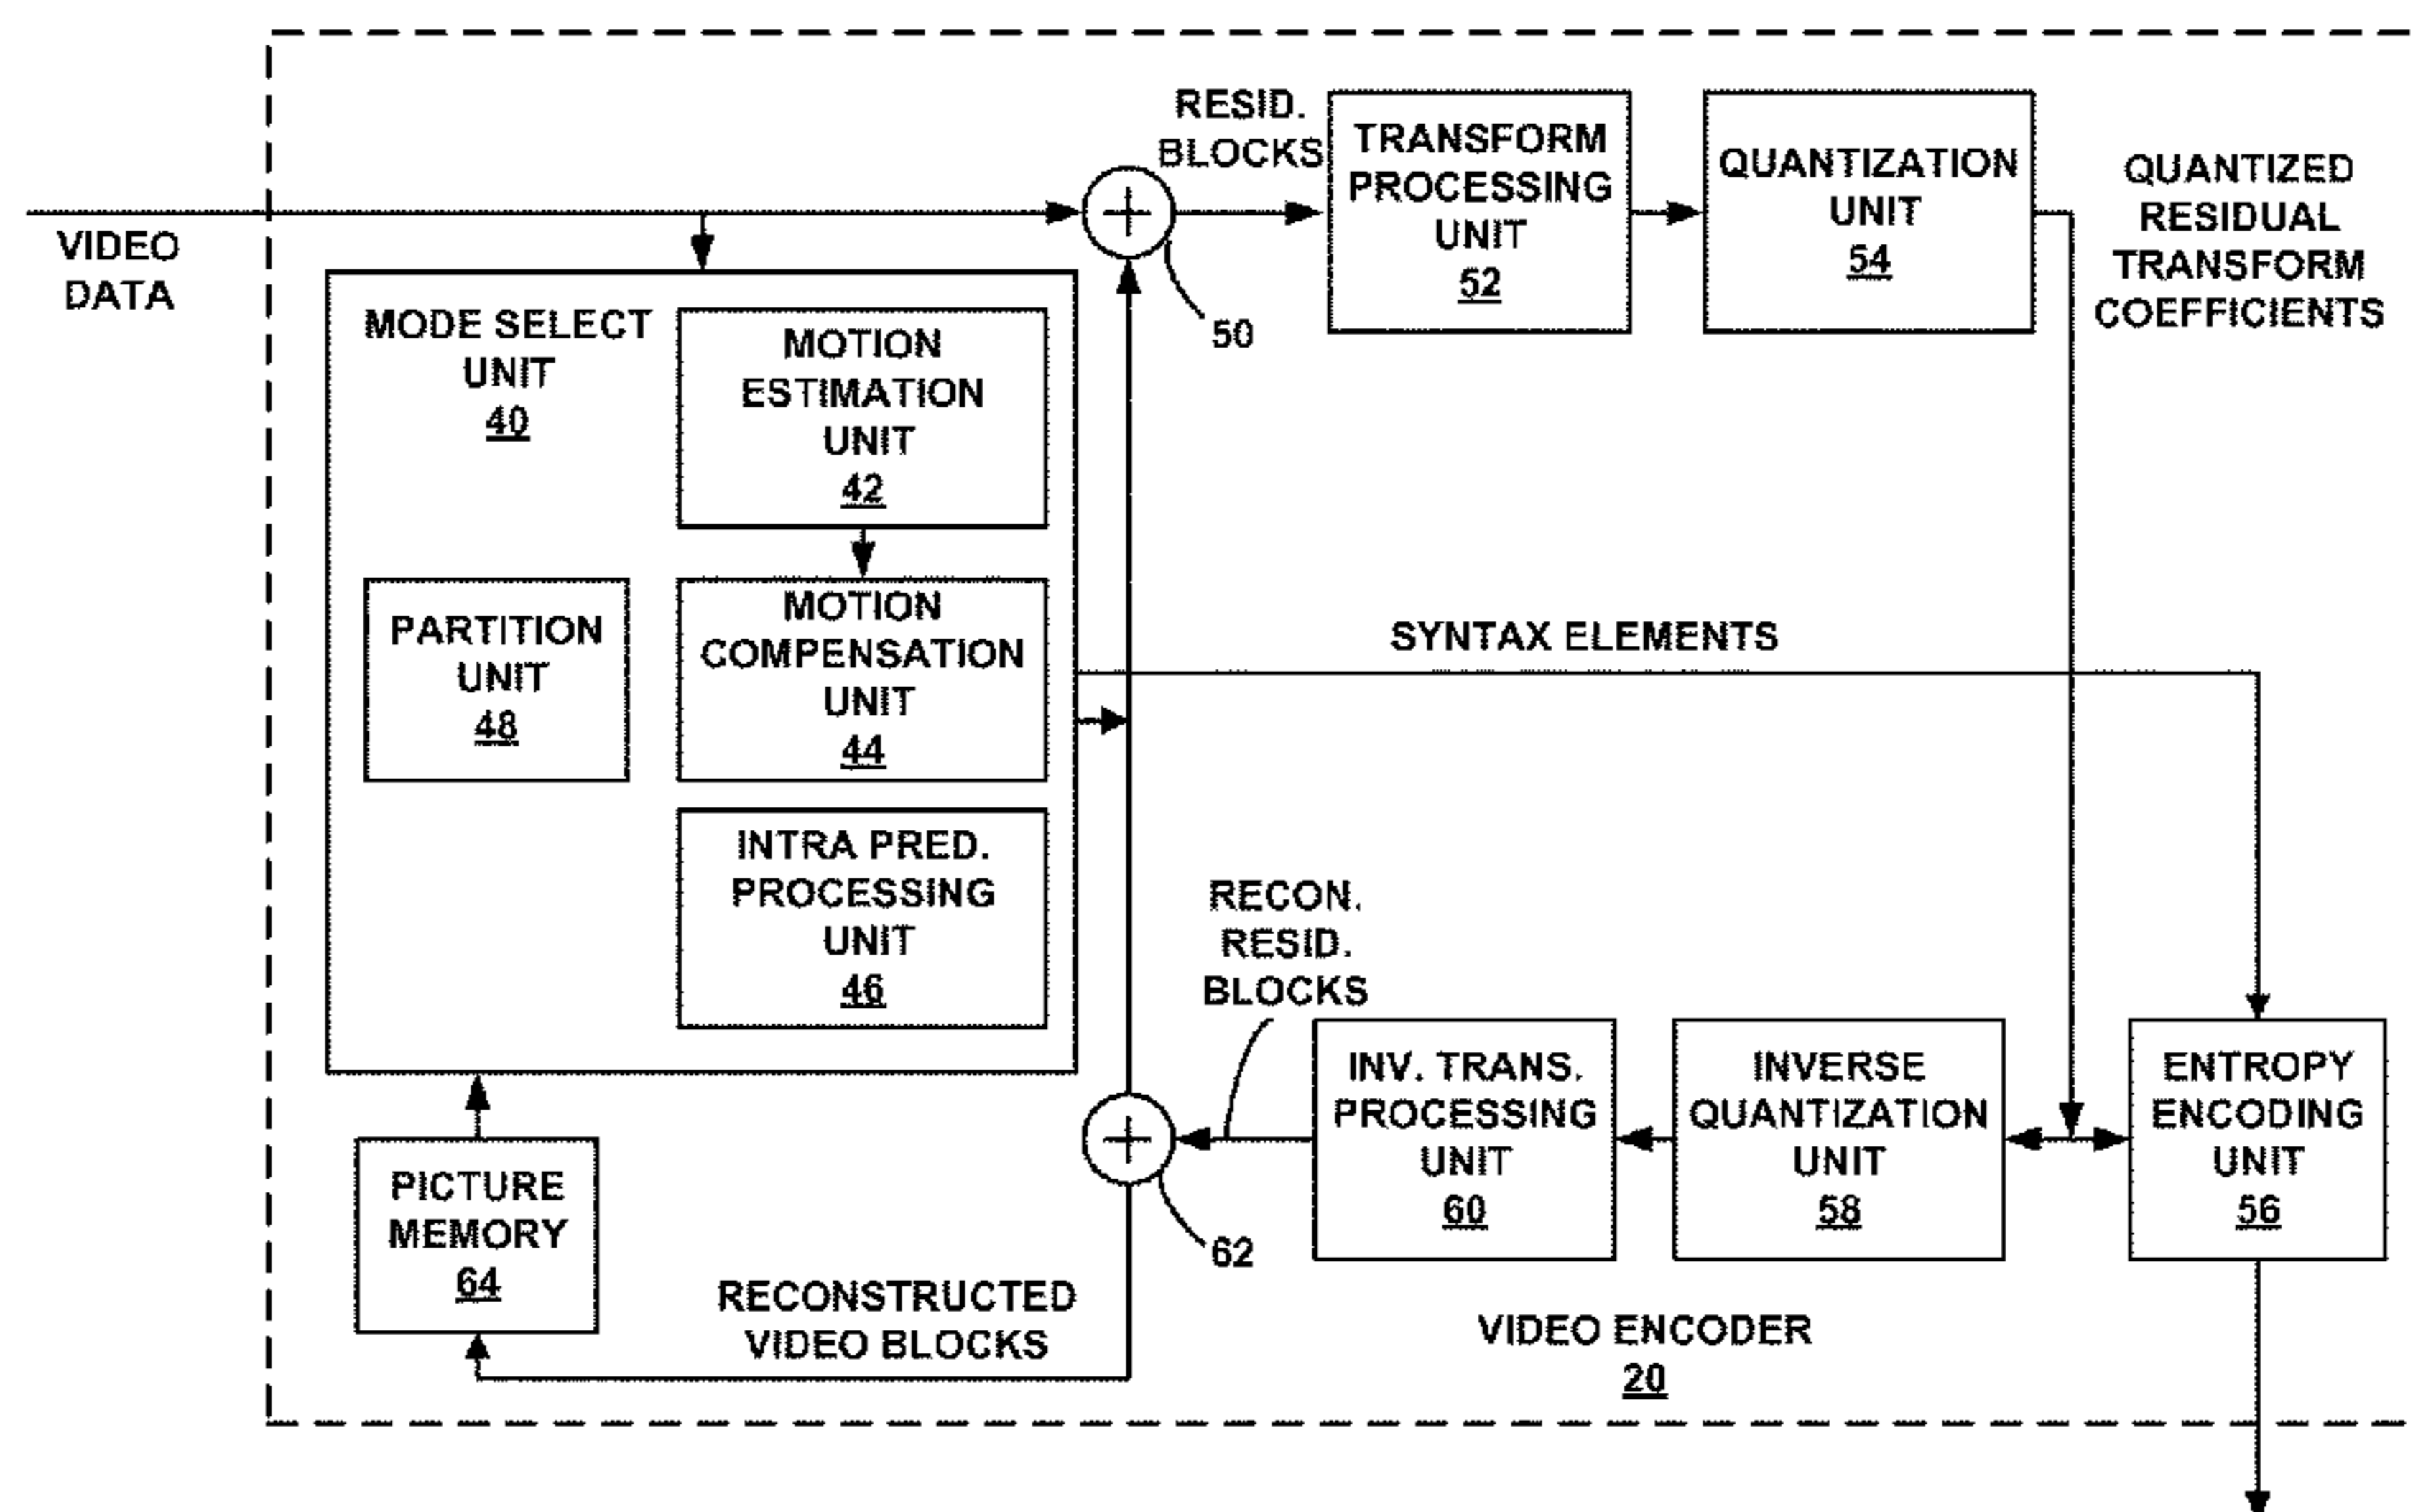 VIDEO
DATA
MODE SELECT
UNIT
40
MOTION
ESTIMATION
UNIT
42
PARTITION
UNIT
48
MOTION
COMPENSATION
UNIT
44
INTRA PRED.
PROCESSING
UNIT
46
PICTURE
MEMORY
64
RESID.
BLOCKS
50
TRANSFORM
PROCESSING
UNIT
52
QUANTIZATION
UNIT
54
QUANTIZED
RESIDUAL
TRANSFORM
COEFFICIENTS
SYNTAX ELEMENTS
RECON.
RESID.
BLOCKS
62
INV. TRANS.
PROCESSING
UNIT
60
INVERSE
QUANTIZATION
UNIT
58
ENTROPY
ENCODING
UNIT
56
RECONSTRUCTED
VIDEO BLOCKS
VIDEO ENCODER
20